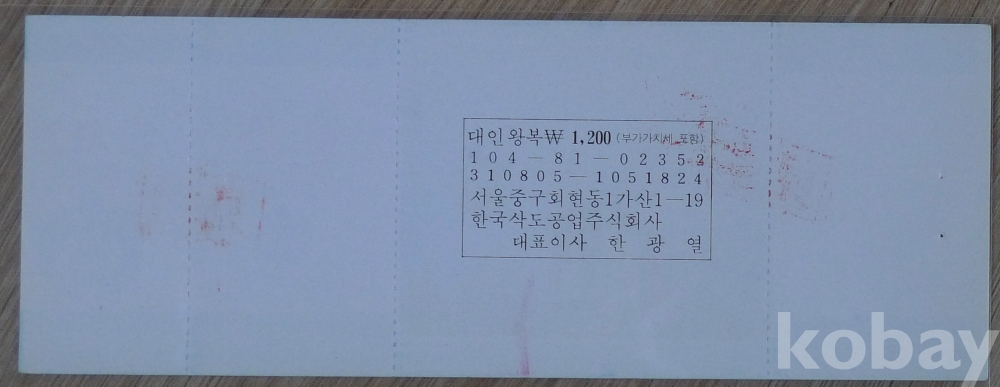 대인왕복₩ 1,200 (부가가치세 포함)
104-81-02352
310805-1051824
서울중구회현동1가산1-19
한국삭도공업주식회사
대표이사 한 광 열
kobay